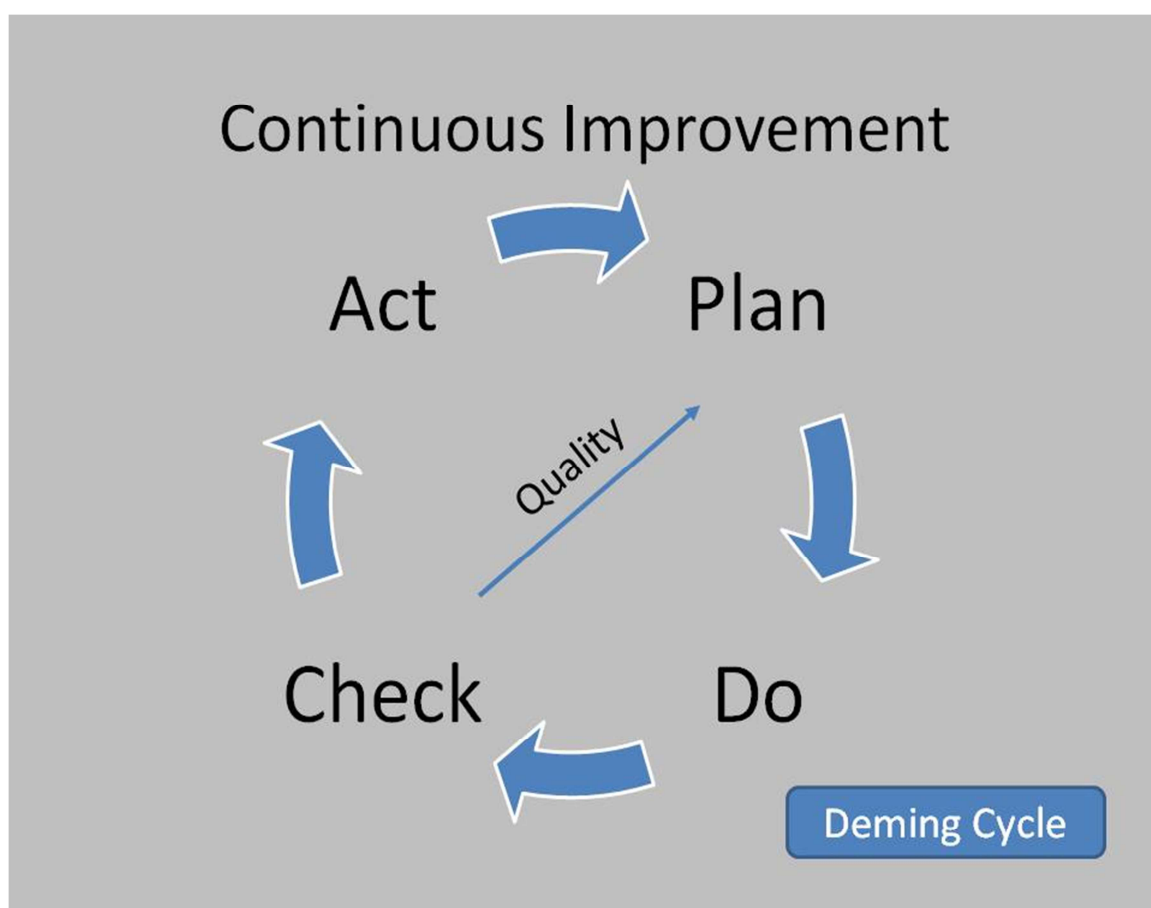 Continuous Improvement
Act
Plan
Quality
Check
Do
Deming Cycle